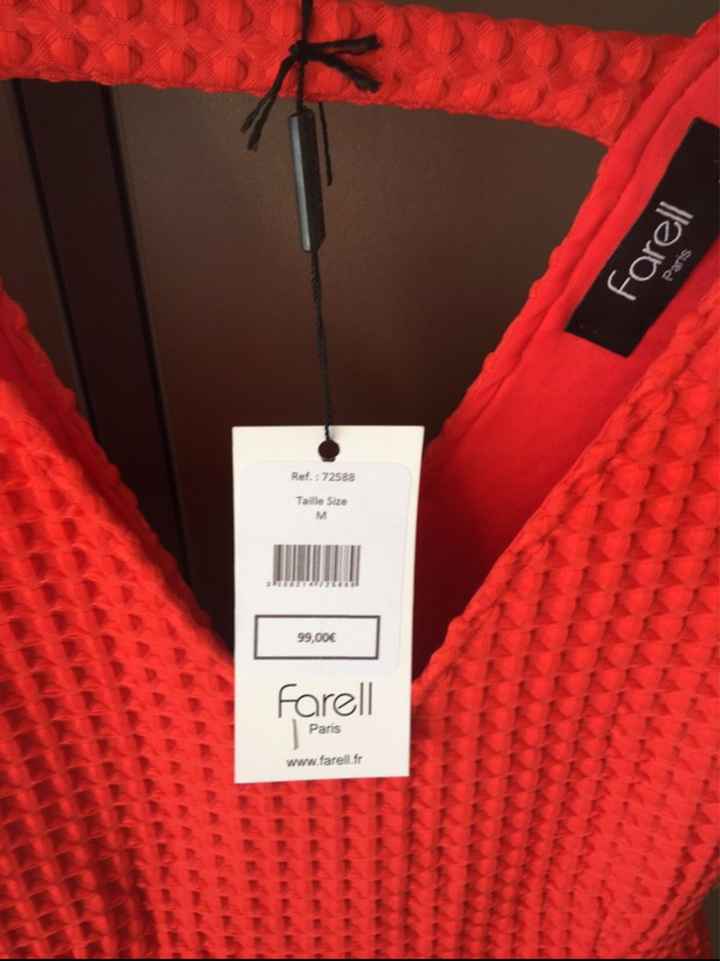 farell
Paris
Ref. : 72588
Taille Size
M
99,00€
farell
Paris
www.farell.fr